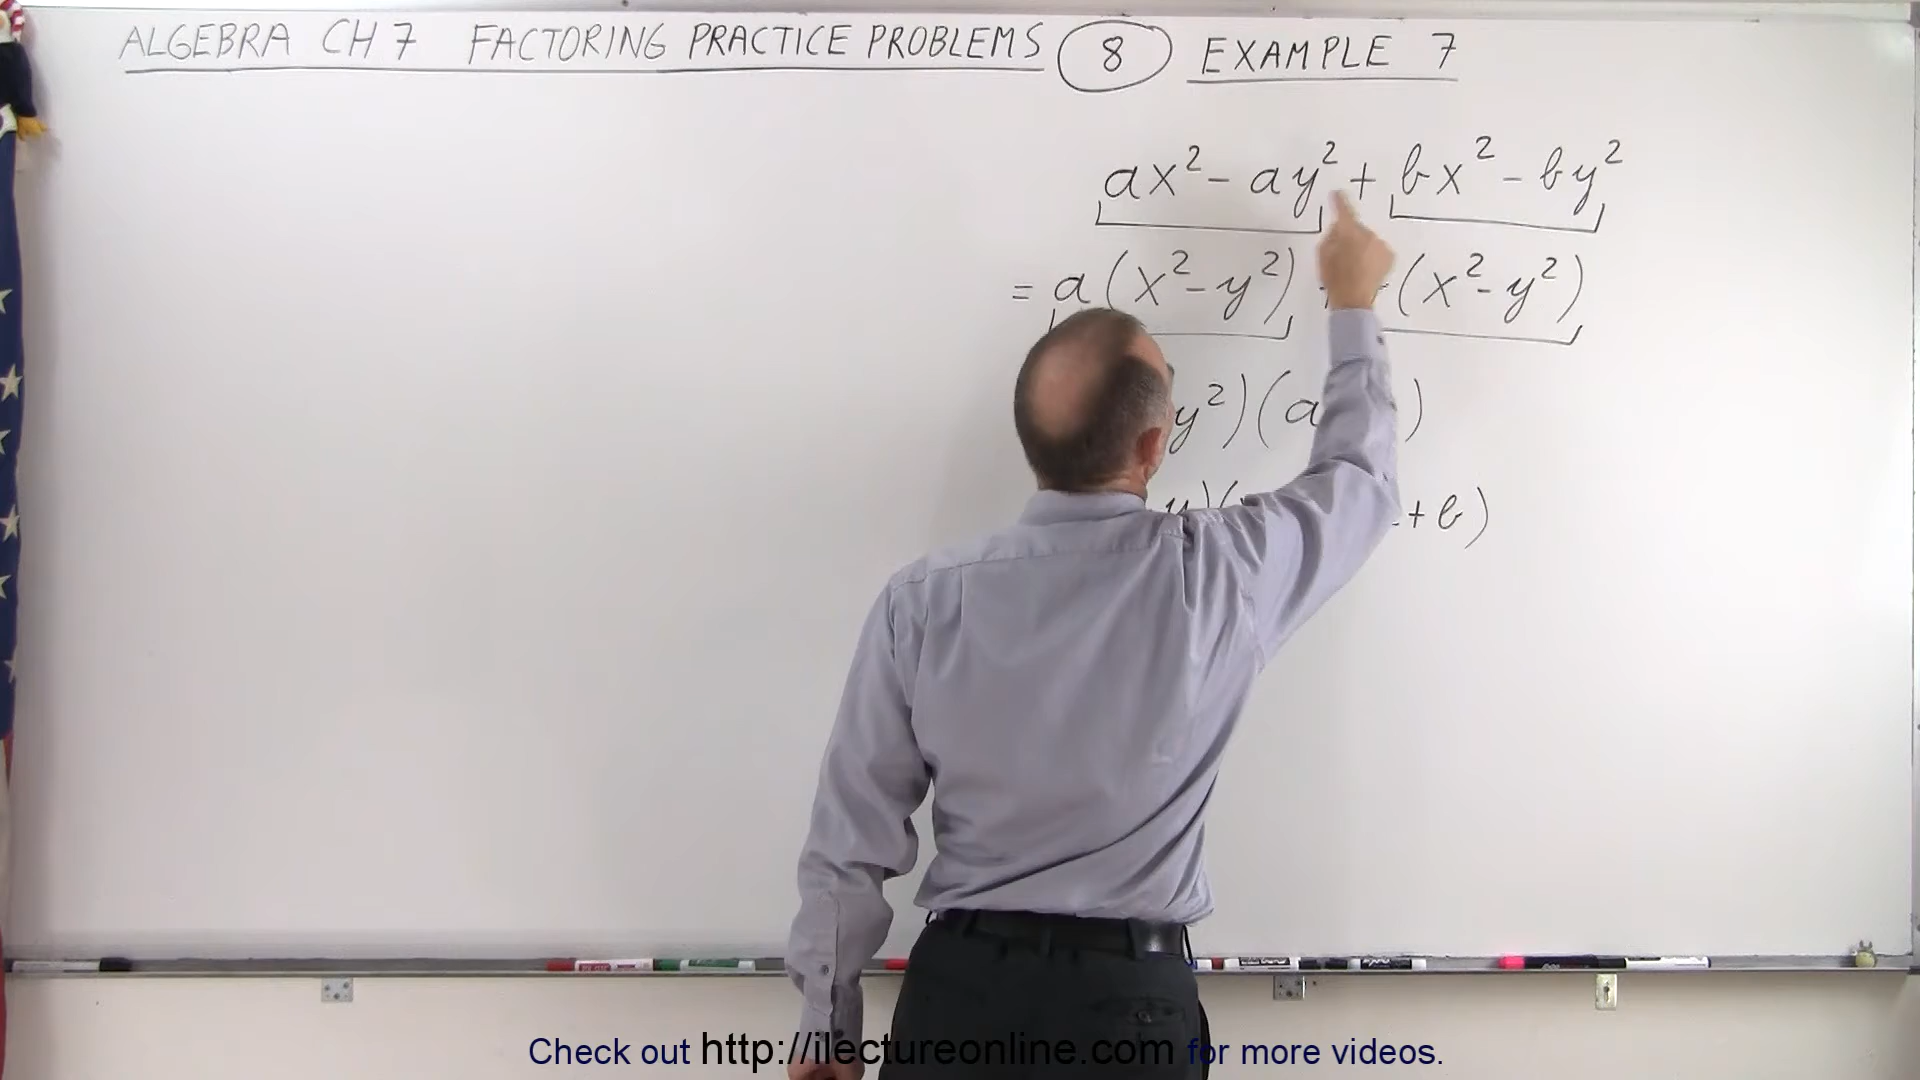 ALGEBRA CH 7 FACTORING PRACTICE PROBLEMS 8 EXAMPLE 7
ax² - ay² + bx² - by²
= a(x² - y²) (x² - y²)
y²)(a )
y)( + b)
Check out http://ilectureonline.com for more videos.